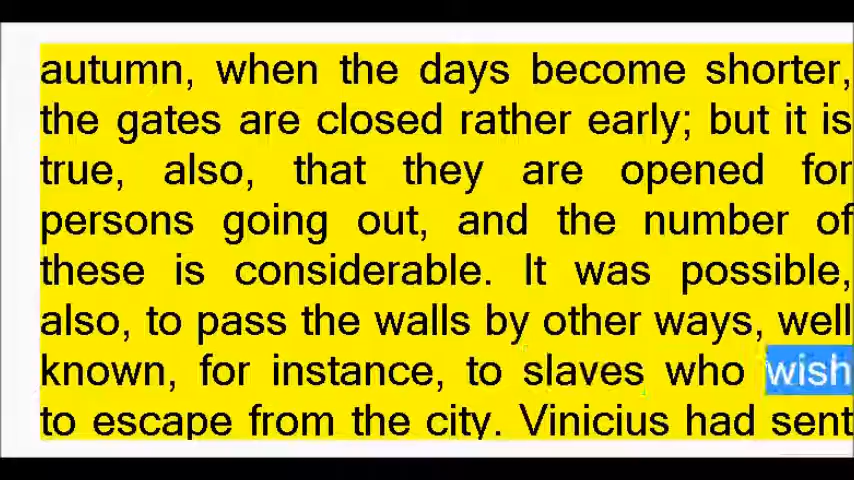 autumn, when the days become shorter,
the gates are closed rather early; but it is
true, also, that they are opened for
persons going out, and the number of
these is considerable. It was possible,
also, to pass the walls by other ways, well
known, for instance, to slaves who wish
to escape from the city. Vinicius had sent